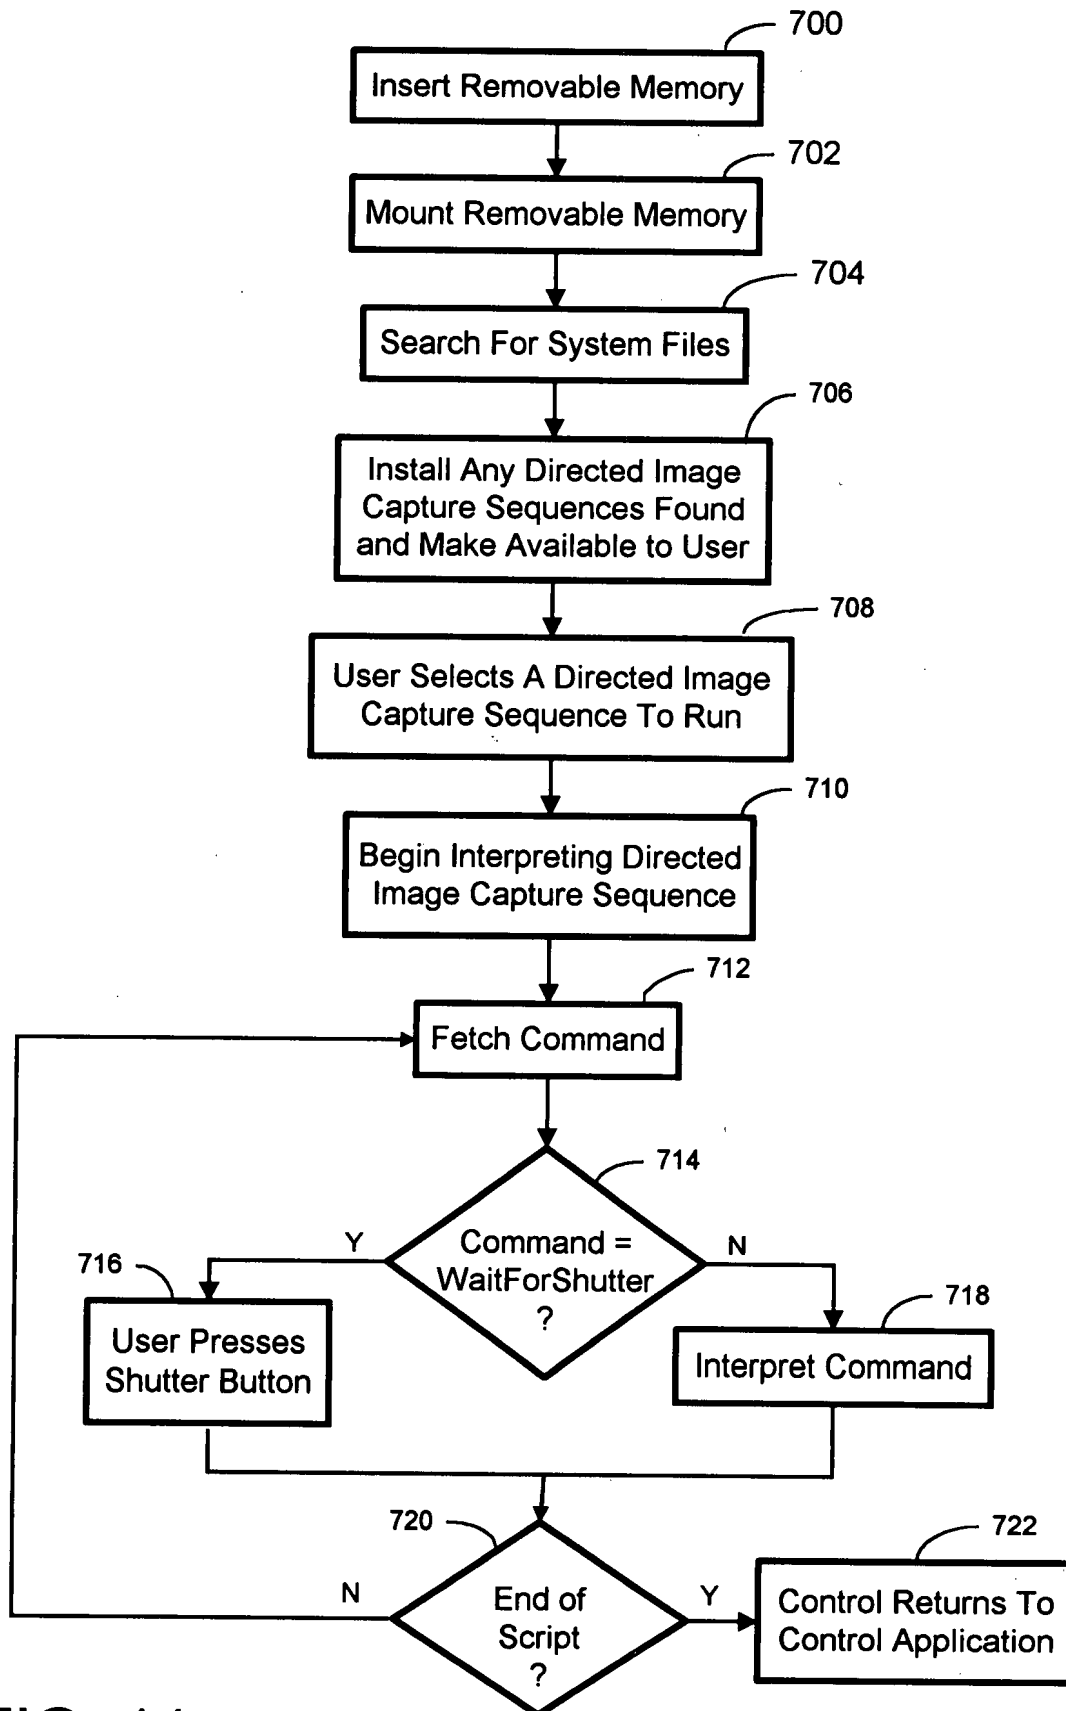 700
Insert Removable Memory
702
Mount Removable Memory
704
Search For System Files
706
Install Any Directed Image
Capture Sequences Found
and Make Available to User
708
User Selects A Directed Image
Capture Sequence To Run
710
Begin Interpreting Directed
Image Capture Sequence
712
Fetch Command
714
Command =
WaitForShutter
?
Y
N
716
User Presses
Shutter Button
718
Interpret Command
720
End of
Script
?
N
Y
722
Control Returns To
Control Application